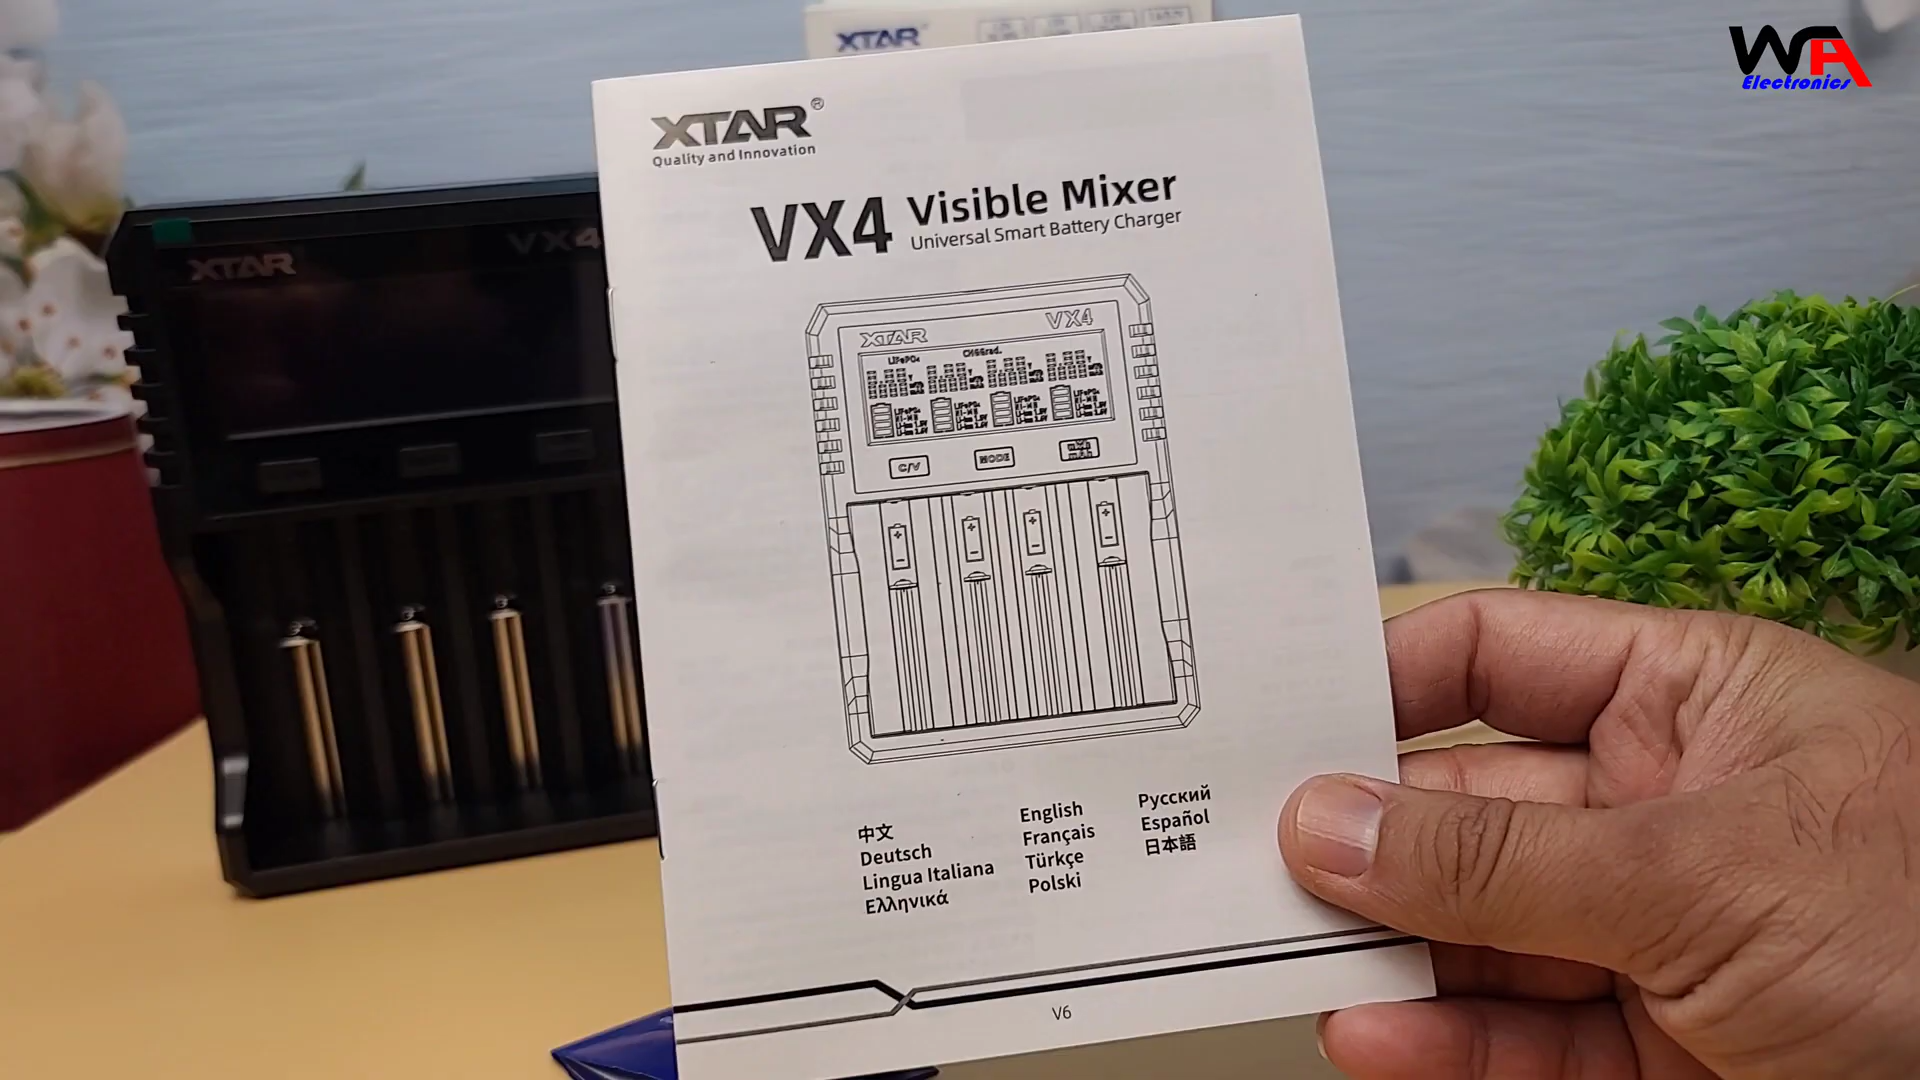 XTAR
WA
Electronics
XTAR®
Quality and Innovation
VX4 Visible Mixer
Universal Smart Battery Charger
XTAR VX4
XTAR VX4
LiFePO4
C/V MODE
中文
Deutsch
Lingua Italiana
Ελληνικά
English
Français
Türkçe
Polski
Русский
Español
日本語
V6